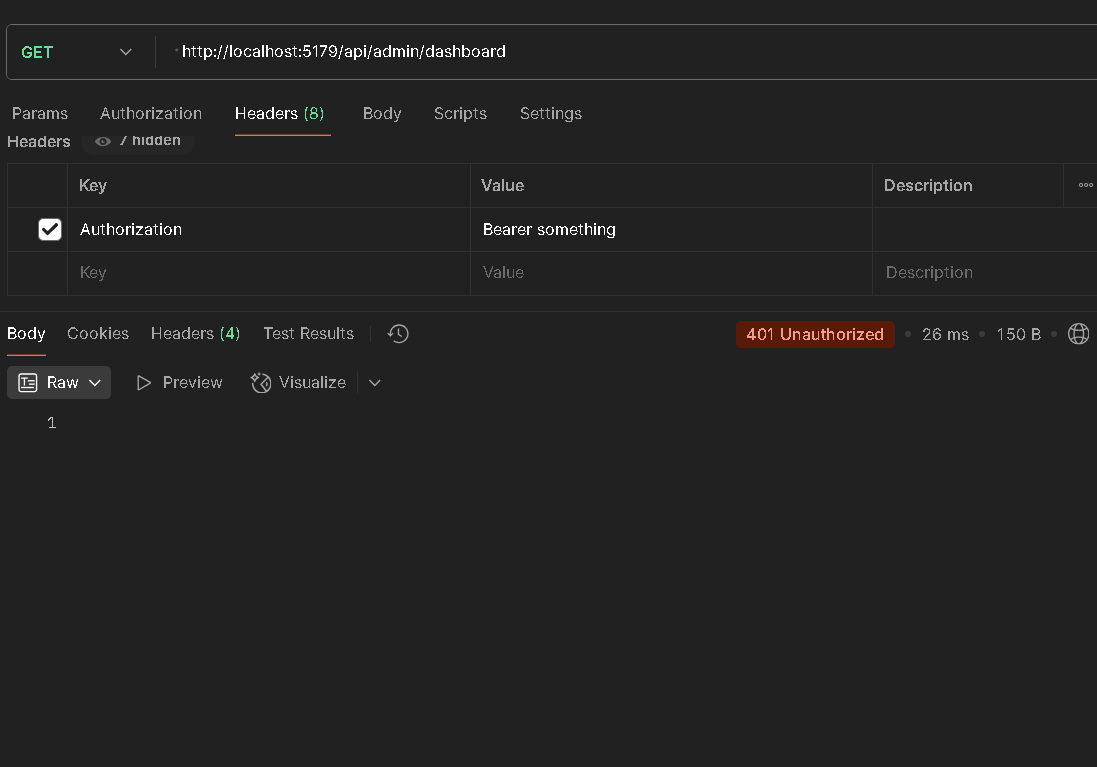 GET http://localhost:5179/api/admin/dashboard
Params Authorization Headers (8) Body Scripts Settings
Headers 7 hidden
Key Value Description
Authorization Bearer something
Key Value Description
Body Cookies Headers (4) Test Results 401 Unauthorized • 26 ms • 150 B •
Raw Preview Visualize
1